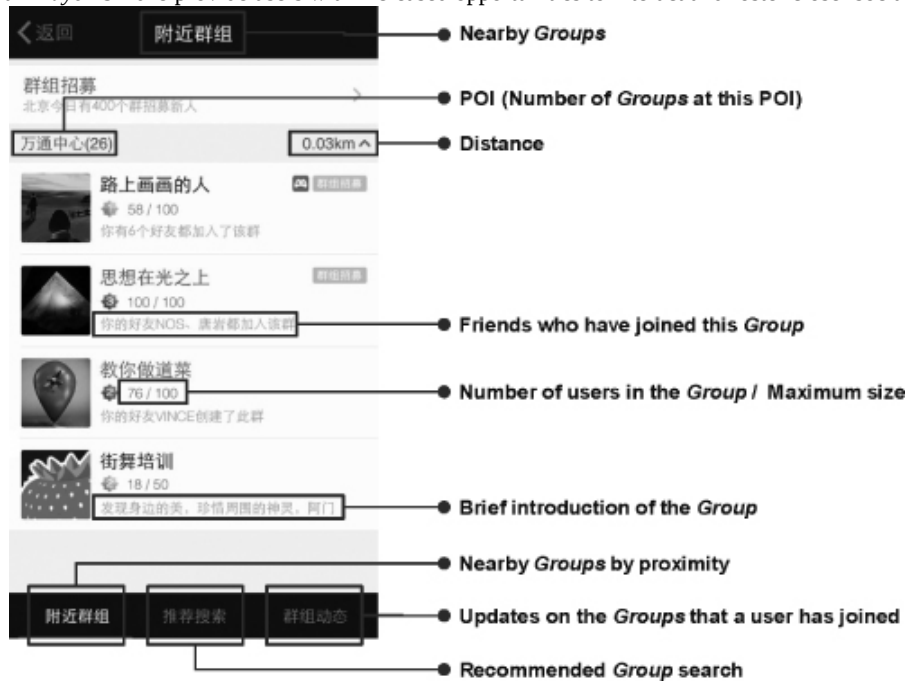 返回
附近群组
Nearby Groups
群组招募
北京今日有400个群招募新人
POI (Number of Groups at this POI)
万通中心(26)
0.03km
Distance
路上画画的人
群组招募
58 / 100
你有6个好友都加入了该群
思想在光之上
群组招募
100 / 100
你的好友NOS、唐岩都加入该群
Friends who have joined this Group
教你做道菜
76 / 100
Number of users in the Group / Maximum size
你的好友VINCE创建了此群
街舞培训
18 / 50
发现身边的美，珍惜周围的神灵，阿门
Brief introduction of the Group
Nearby Groups by proximity
附近群组
推荐搜索
群组动态
Updates on the Groups that a user has joined
Recommended Group search